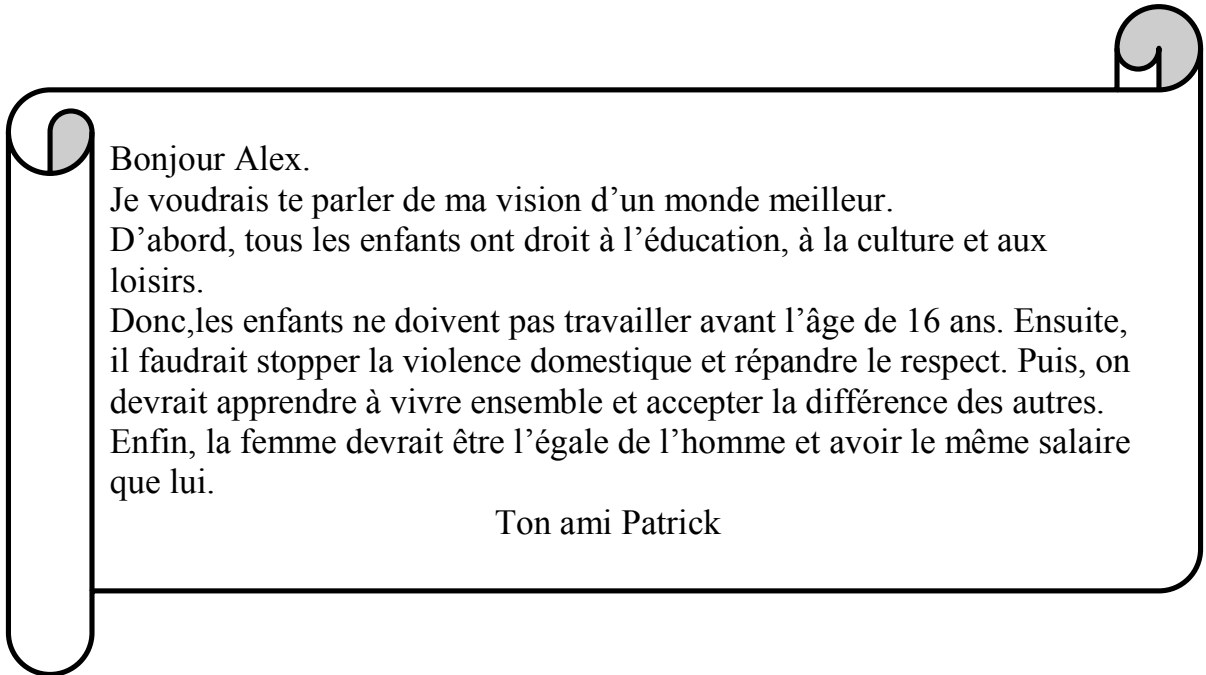 Bonjour Alex.
Je voudrais te parler de ma vision d’un monde meilleur.
D’abord, tous les enfants ont droit à l’éducation, à la culture et aux
loisirs.
Donc,les enfants ne doivent pas travailler avant l’âge de 16 ans. Ensuite,
il faudrait stopper la violence domestique et répandre le respect. Puis, on
devrait apprendre à vivre ensemble et accepter la différence des autres.
Enfin, la femme devrait être l’égale de l’homme et avoir le même salaire
que lui.
Ton ami Patrick